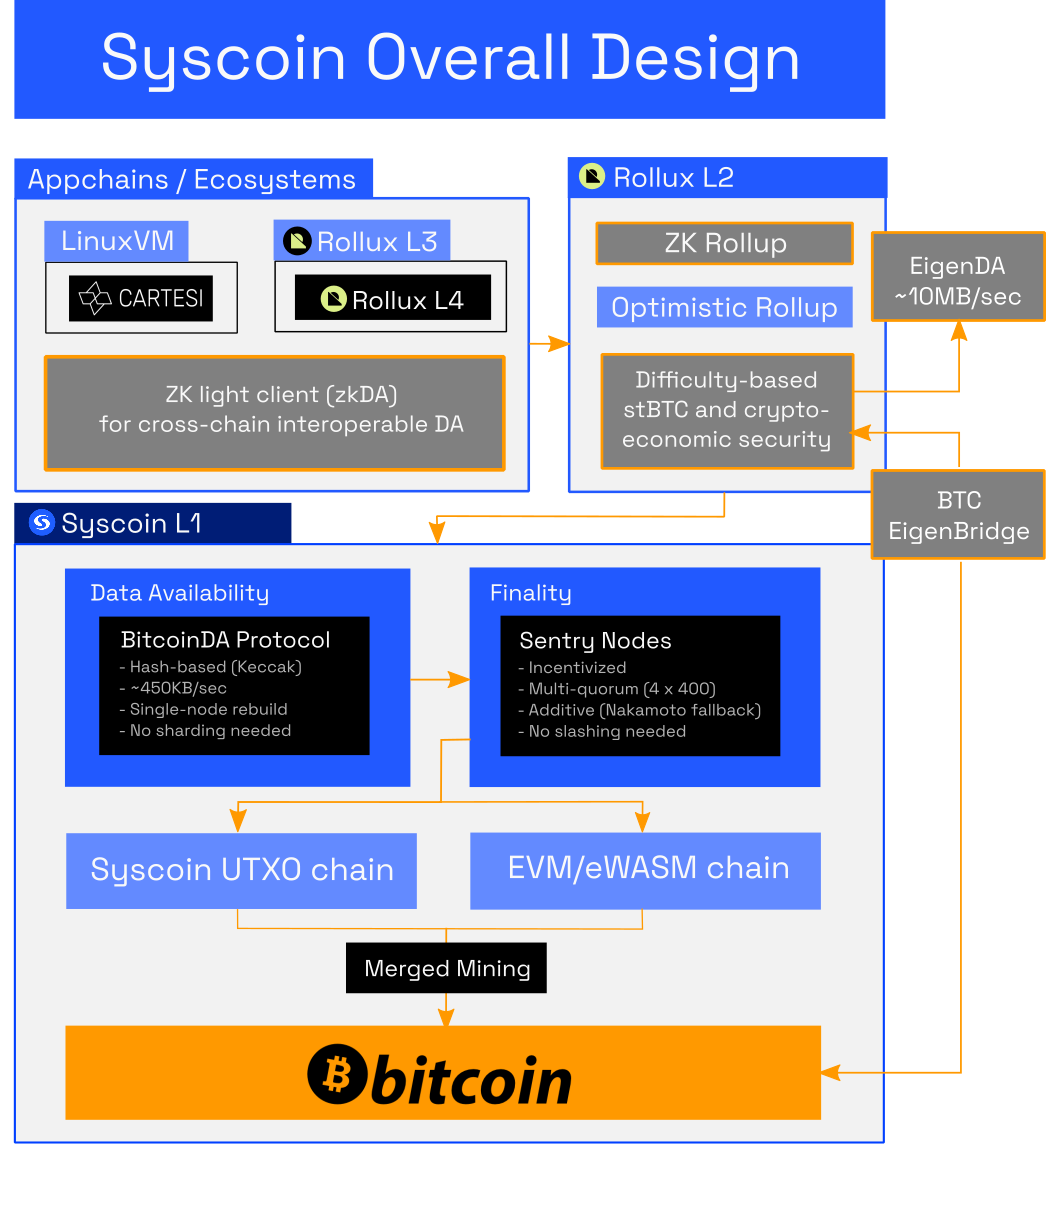 Syscoin Overall Design
Appchains / Ecosystems
LinuxVM
CARTESI
Rollux L3
Rollux L4
ZK light client (zkDA)
for cross-chain interoperable DA
Rollux L2
ZK Rollup
Optimistic Rollup
Difficulty-based
stBTC and crypto-
economic security
EigenDA
~10MB/sec
BTC
EigenBridge
Syscoin L1
Data Availability
BitcoinDA Protocol
- Hash-based (Keccak)
- ~450KB/sec
- Single-node rebuild
- No sharding needed
Finality
Sentry Nodes
- Incentivized
- Multi-quorum (4 x 400)
- Additive (Nakamoto fallback)
- No slashing needed
Syscoin UTXO chain
EVM/eWASM chain
Merged Mining
bitcoin